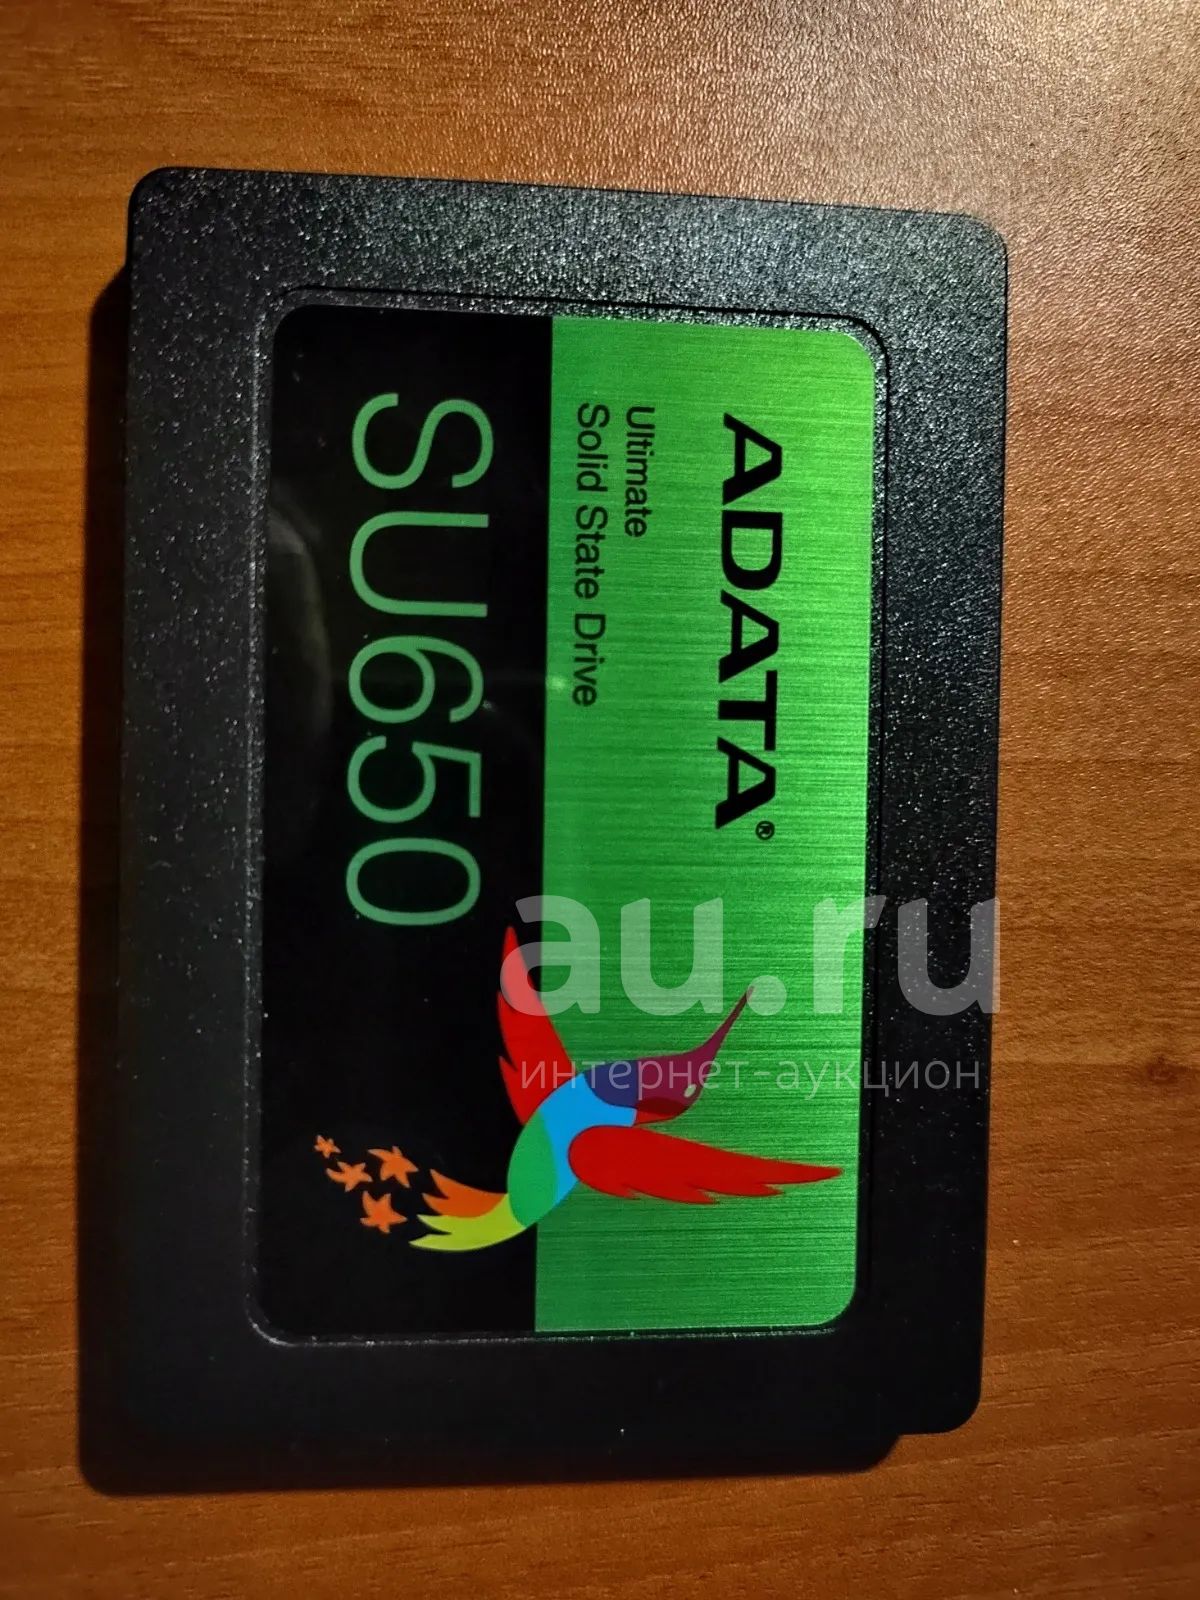 ADATA®
Ultimate
Solid State Drive
SU650
au.ru
интернет-аукцион